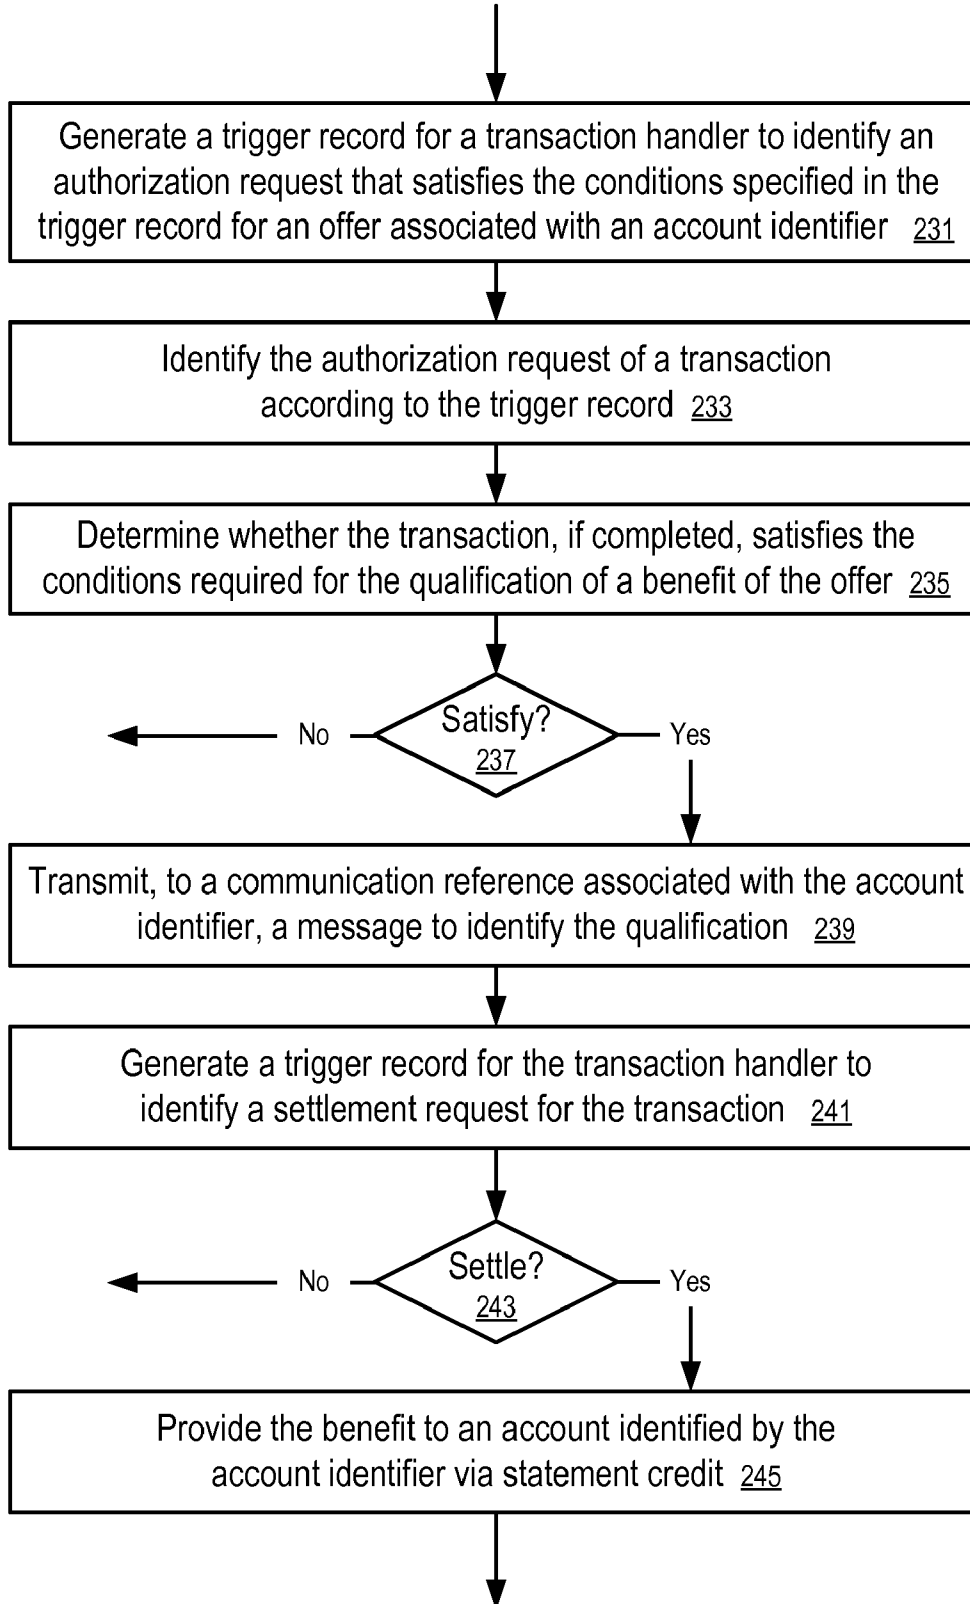 Generate a trigger record for a transaction handler to identify an
authorization request that satisfies the conditions specified in the
trigger record for an offer associated with an account identifier 231
Identify the authorization request of a transaction
according to the trigger record 233
Determine whether the transaction, if completed, satisfies the
conditions required for the qualification of a benefit of the offer 235
Satisfy?
No
Yes
237
Transmit, to a communication reference associated with the account
identifier, a message to identify the qualification 239
Generate a trigger record for the transaction handler to
identify a settlement request for the transaction 241
Settle?
No
Yes
243
Provide the benefit to an account identified by the
account identifier via statement credit 245